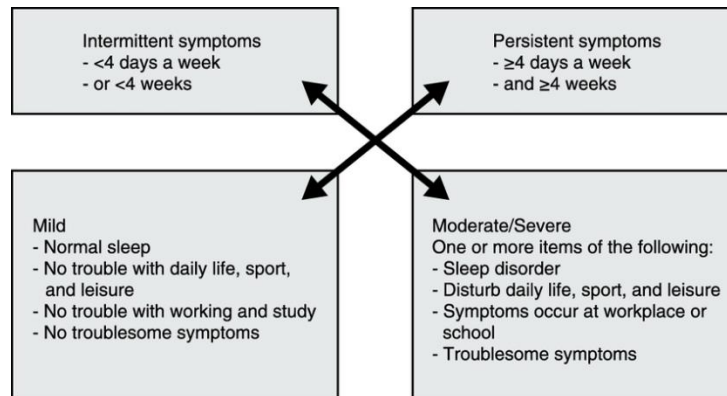 Intermittent symptoms
- <4 days a week
- or <4 weeks
Persistent symptoms
- ≥4 days a week
- and ≥4 weeks
Mild
- Normal sleep
- No trouble with daily life, sport,
and leisure
- No trouble with working and study
- No troublesome symptoms
Moderate/Severe
One or more items of the following:
- Sleep disorder
- Disturb daily life, sport, and leisure
- Symptoms occur at workplace or
school
- Troublesome symptoms